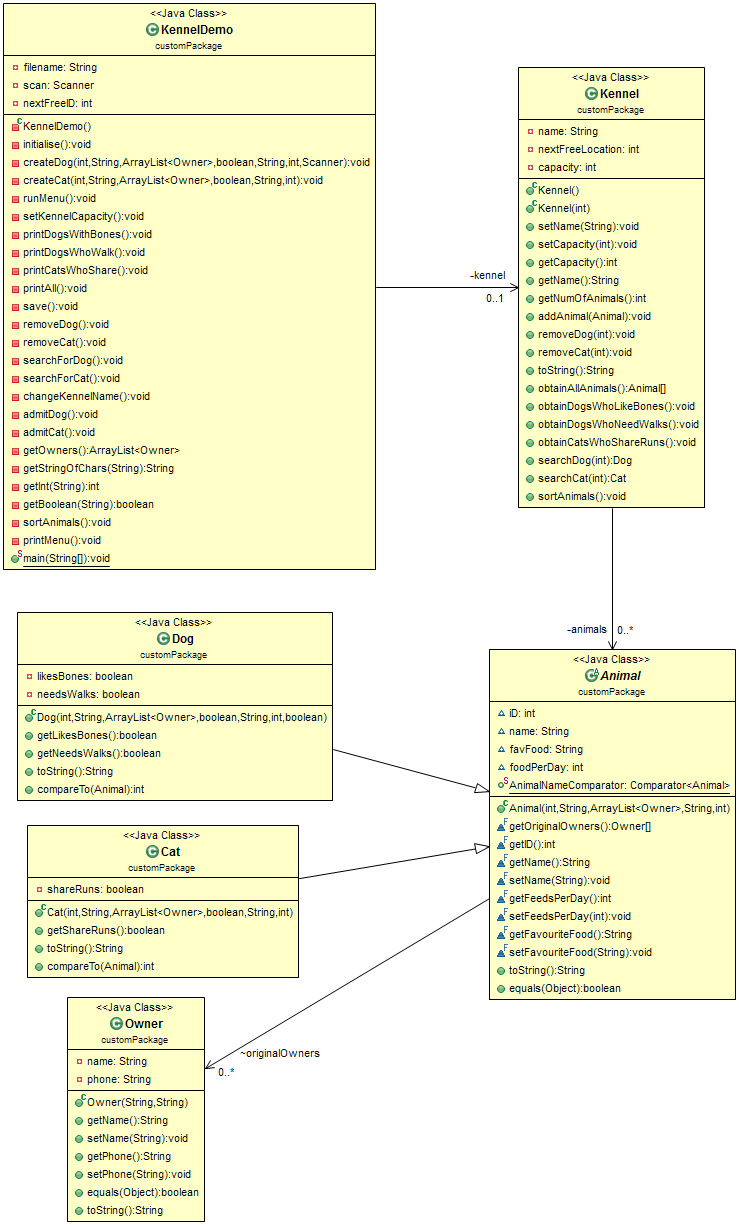 <<Java Class>>
KennelDemo
customPackage
filename: String
scan: Scanner
nextFreeID: int
KennelDemo()
initialise():void
createDog(int,String,ArrayList<Owner>,boolean,String,int,Scanner):void
createCat(int,String,ArrayList<Owner>,boolean,String,int):void
runMenu():void
setKennelCapacity():void
printDogsWithBones():void
printDogsWhoWalk():void
printCatsWhoShare():void
printAll():void
save():void
removeDog():void
removeCat():void
searchForDog():void
searchForCat():void
changeKennelName():void
admitDog():void
admitCat():void
getOwners():ArrayList<Owner>
getStringOfChars(String):String
getInt(String):int
getBoolean(String):boolean
sortAnimals():void
printMenu():void
main(String[]):void
-kennel
0..1
<<Java Class>>
Kennel
customPackage
name: String
nextFreeLocation: int
capacity: int
Kennel()
Kennel(int)
setName(String):void
setCapacity(int):void
getCapacity():int
getName():String
getNumOfAnimals():int
addAnimal(Animal):void
removeDog(int):void
removeCat(int):void
toString():String
obtainAllAnimals():Animal[]
obtainDogsWhoLikeBones():void
obtainDogsWhoNeedWalks():void
obtainCatsWhoShareRuns():void
searchDog(int):Dog
searchCat(int):Cat
sortAnimals():void
-animals
0..*
<<Java Class>>
Dog
customPackage
likesBones: boolean
needsWalks: boolean
Dog(int,String,ArrayList<Owner>,boolean,String,int,boolean)
getLikesBones():boolean
getNeedsWalks():boolean
toString():String
compareTo(Animal):int
<<Java Class>>
Animal
customPackage
iD: int
name: String
favFood: String
foodPerDay: int
AnimalNameComparator: Comparator<Animal>
Animal(int,String,ArrayList<Owner>,String,int)
getOriginalOwners():Owner[]
getID():int
getName():String
setName(String):void
getFeedsPerDay():int
setFeedsPerDay(int):void
getFavouriteFood():String
setFavouriteFood(String):void
toString():String
equals(Object):boolean
<<Java Class>>
Cat
customPackage
shareRuns: boolean
Cat(int,String,ArrayList<Owner>,boolean,String,int)
getShareRuns():boolean
toString():String
compareTo(Animal):int
~originalOwners
0..*
<<Java Class>>
Owner
customPackage
name: String
phone: String
Owner(String,String)
getName():String
setName(String):void
getPhone():String
setPhone(String):void
equals(Object):boolean
toString():String